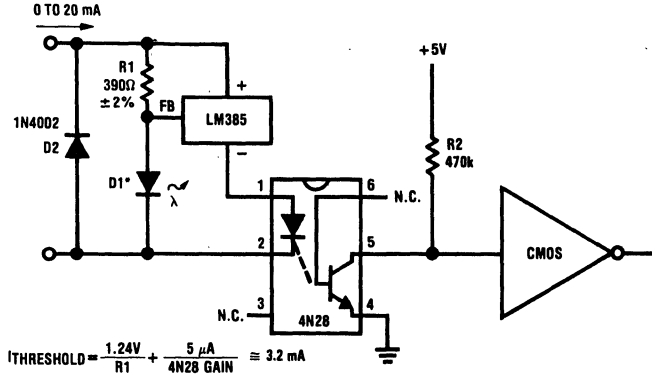 0 TO 20 mA
+5V
R1
390Ω
±2%
FB
+
LM385
−
1N4002
D2
D1*
λ
R2
470k
1
6
N.C.
2
5
CMOS
N.C.
3
4
4N28
ITHRESHOLD = 1.24V / R1 + 5 μA / 4N28 GAIN ≅ 3.2 mA